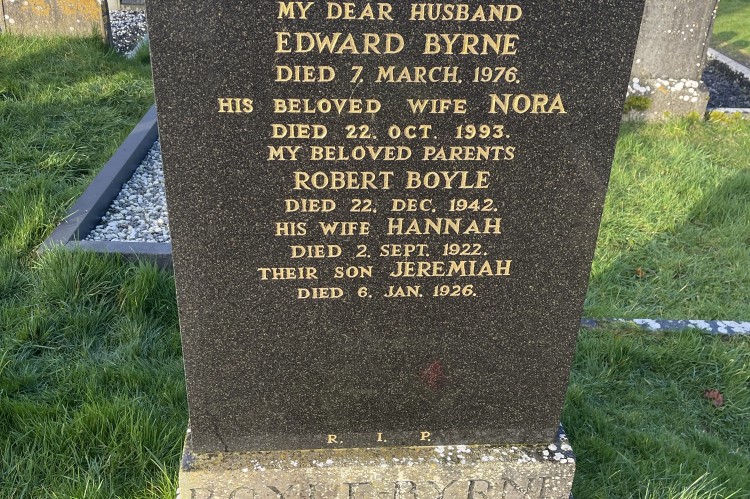 MY DEAR HUSBAND
EDWARD BYRNE
DIED 7. MARCH. 1976.
HIS BELOVED WIFE NORA
DIED 22. OCT. 1993.
MY BELOVED PARENTS
ROBERT BOYLE
DIED 22. DEC. 1942.
HIS WIFE HANNAH
DIED 2. SEPT. 1922.
THEIR SON JEREMIAH
DIED 6. JAN. 1926.
R. I. P.
BOYLE-BYRNE